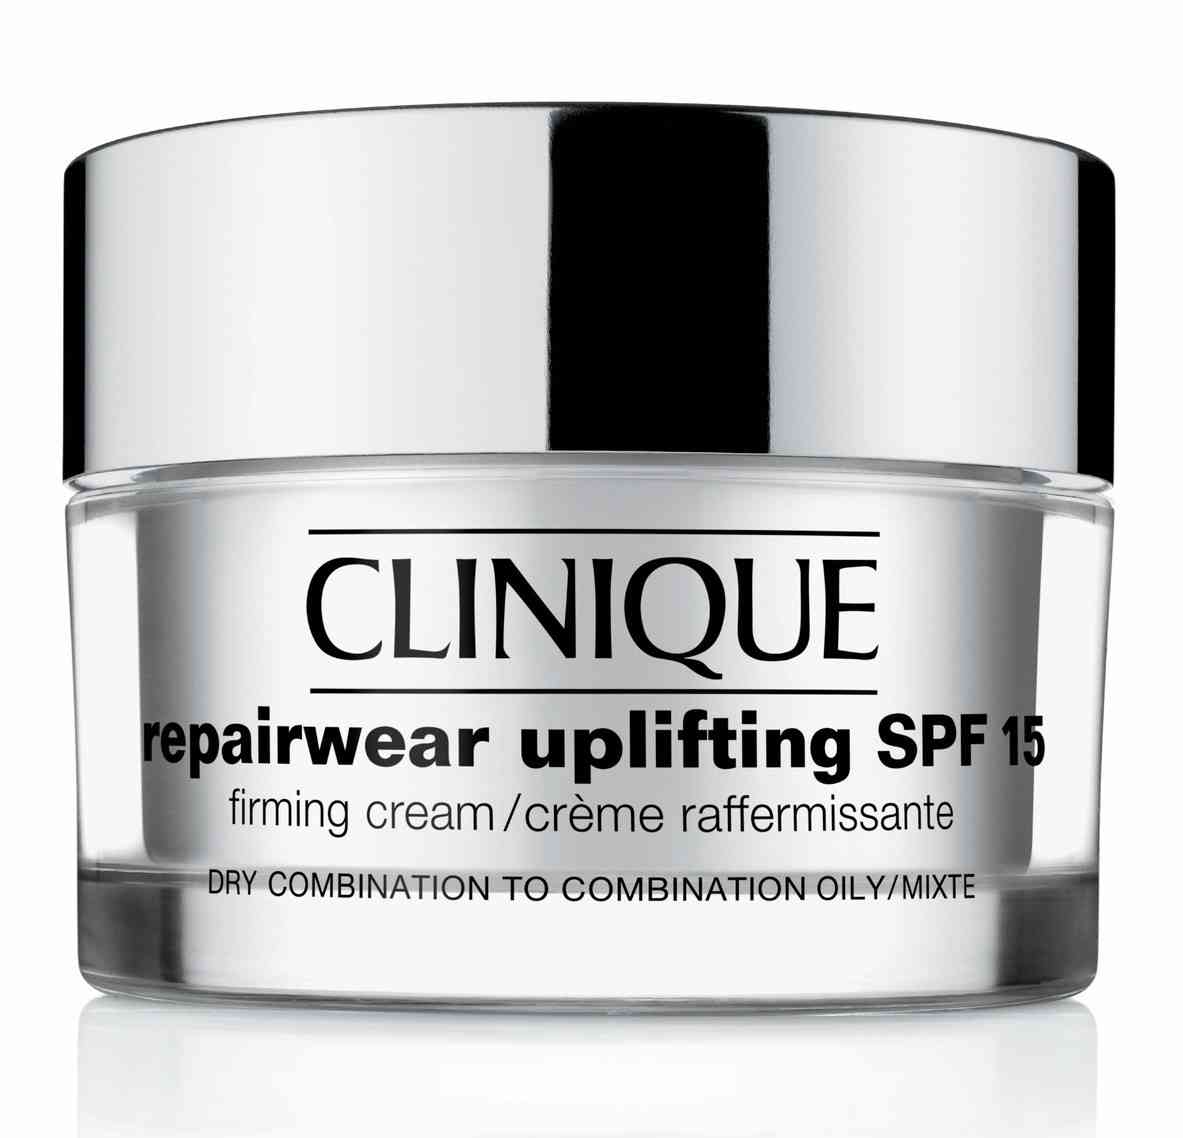 CLINIQUE
repairwear uplifting SPF 15
firming cream/crème raffermissante
DRY COMBINATION TO COMBINATION OILY/MIXTE